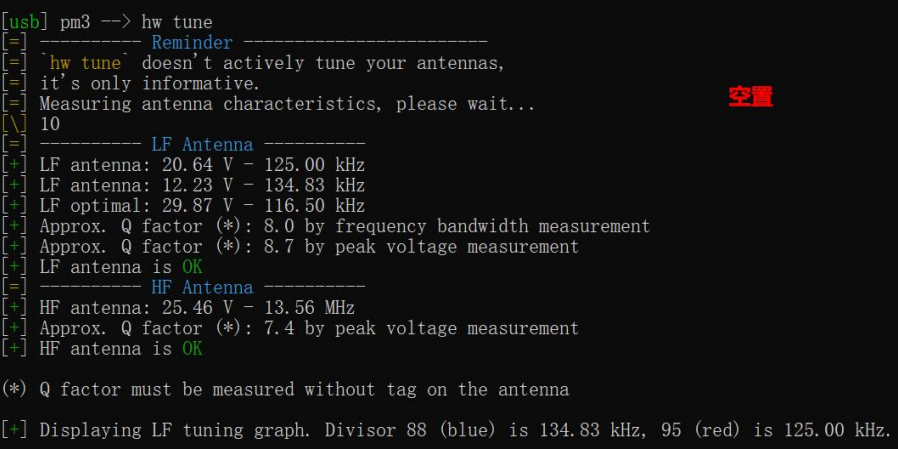 [usb] pm3 --> hw tune
[=] ---------- Reminder ------------------------
[=] `hw tune` doesn't actively tune your antennas,
[=] it's only informative.
[=] Measuring antenna characteristics, please wait...
空置
[\] 10
[=] ---------- LF Antenna ----------
[+] LF antenna: 20.64 V - 125.00 kHz
[+] LF antenna: 12.23 V - 134.83 kHz
[+] LF optimal: 29.87 V - 116.50 kHz
[+] Approx. Q factor (*): 8.0 by frequency bandwidth measurement
[+] Approx. Q factor (*): 8.7 by peak voltage measurement
[+] LF antenna is OK
[=] ---------- HF Antenna ----------
[+] HF antenna: 25.46 V - 13.56 MHz
[+] Approx. Q factor (*): 7.4 by peak voltage measurement
[+] HF antenna is OK
(*) Q factor must be measured without tag on the antenna
[+] Displaying LF tuning graph. Divisor 88 (blue) is 134.83 kHz, 95 (red) is 125.00 kHz.